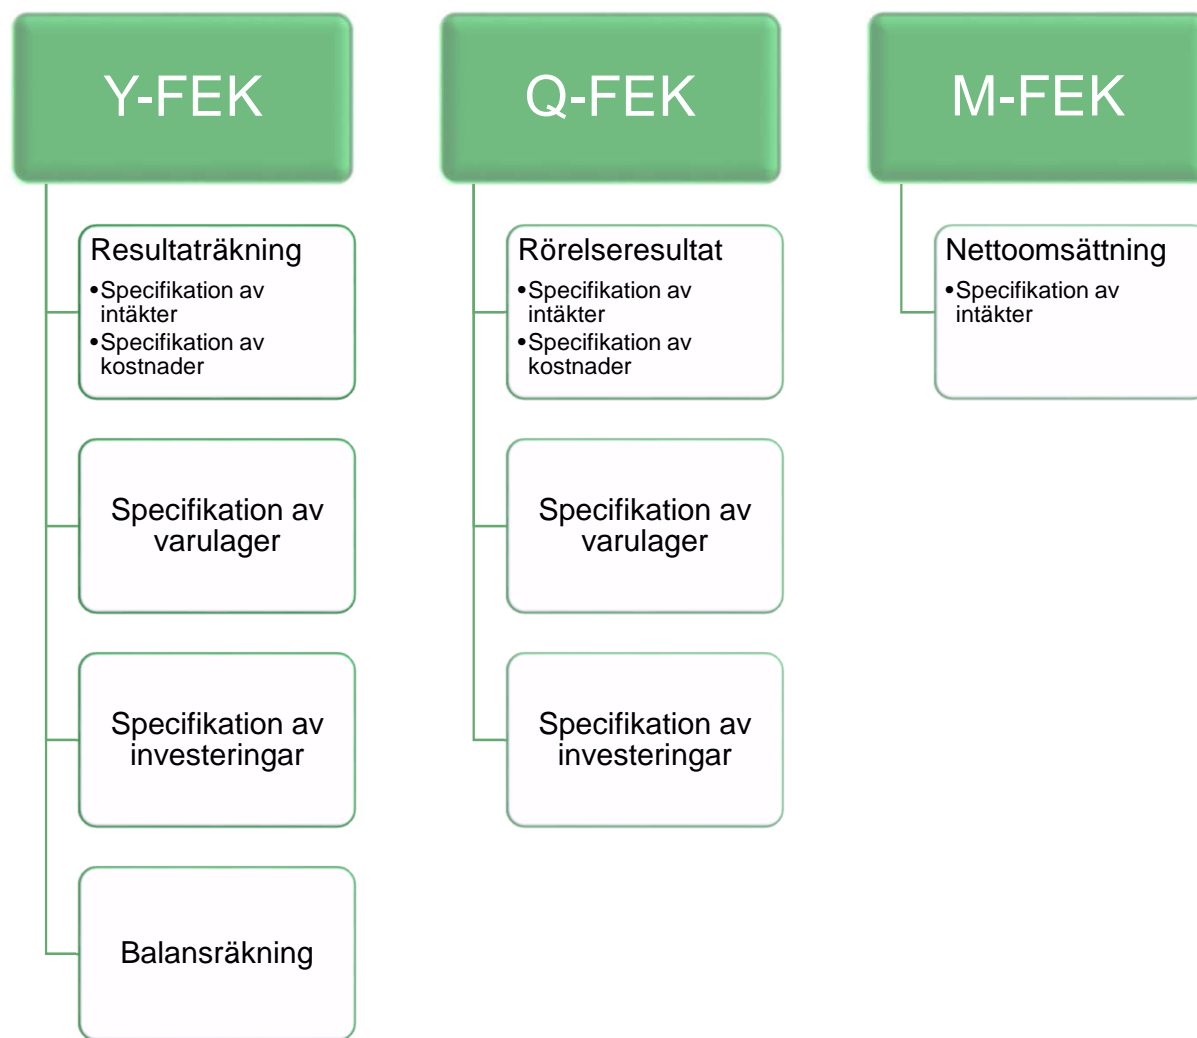 Y-FEK
Resultaträkning
•Specifikation av
intäkter
•Specifikation av
kostnader
Specifikation av
varulager
Specifikation av
investeringar
Balansräkning
Q-FEK
Rörelseresultat
•Specifikation av
intäkter
•Specifikation av
kostnader
Specifikation av
varulager
Specifikation av
investeringar
M-FEK
Nettoomsättning
•Specifikation av
intäkter